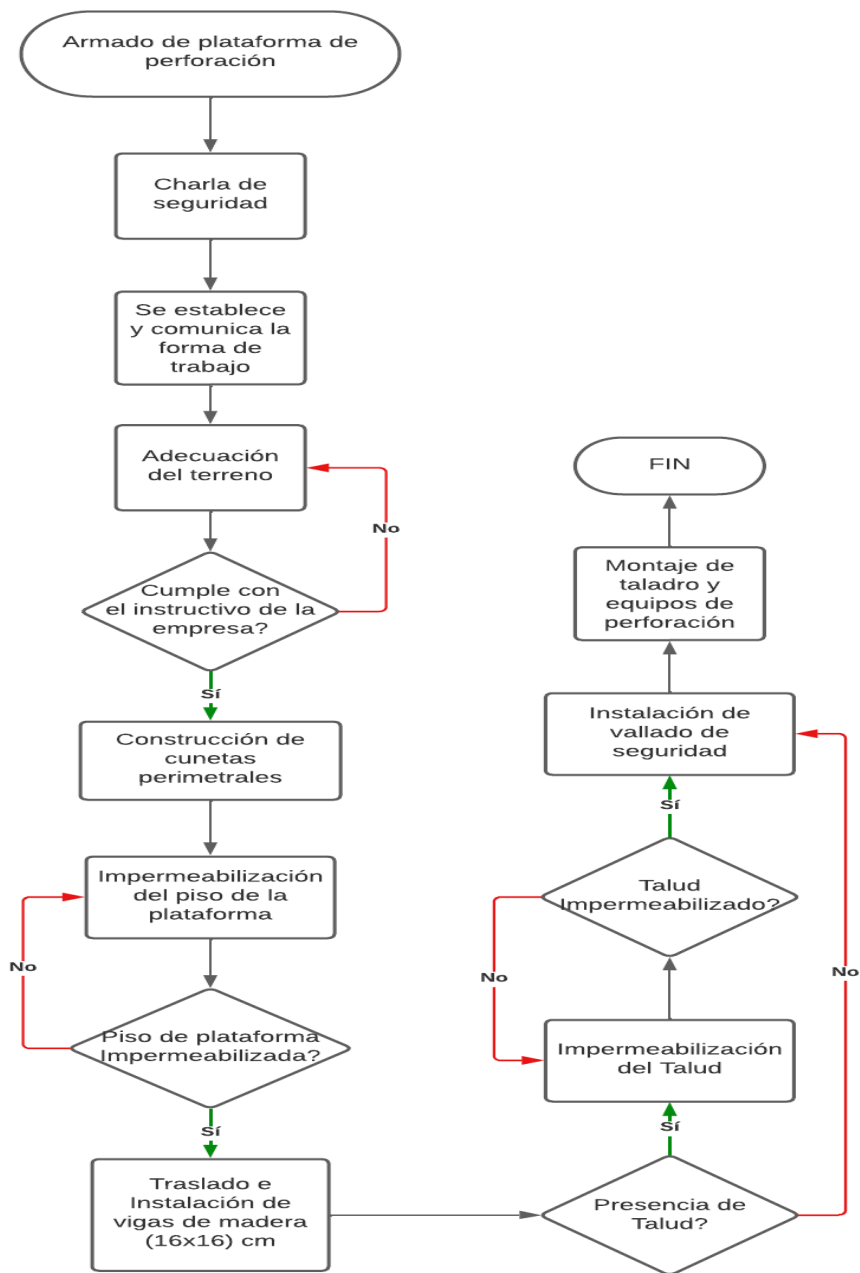 Armado de plataforma de
perforación
Charla de
seguridad
Se establece
y comunica la
forma de
trabajo
Adecuación
del terreno
No
Cumple con
el instructivo de la
empresa?
Sí
Construcción de
cunetas
perimetrales
Impermeabilización
del piso de la
plataforma
No
Piso de plataforma
Impermeabilizada?
Sí
Traslado e
Instalación de
vigas de madera
(16x16) cm
Presencia de
Talud?
No
Sí
Impermeabilización
del Talud
No
Talud
Impermeabilizado?
Sí
Instalación de
vallado de
seguridad
Montaje de
taladro y
equipos de
perforación
FIN